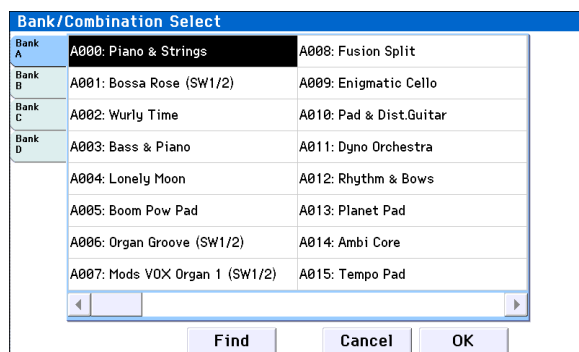 Bank/Combination Select
Bank
A
Bank
B
Bank
C
Bank
D
A000: Piano & Strings
A001: Bossa Rose (SW1/2)
A002: Wurly Time
A003: Bass & Piano
A004: Lonely Moon
A005: Boom Pow Pad
A006: Organ Groove (SW1/2)
A007: Mods VOX Organ 1 (SW1/2)
A008: Fusion Split
A009: Enigmatic Cello
A010: Pad & Dist.Guitar
A011: Dyno Orchestra
A012: Rhythm & Bows
A013: Planet Pad
A014: Ambi Core
A015: Tempo Pad
Find
Cancel
OK